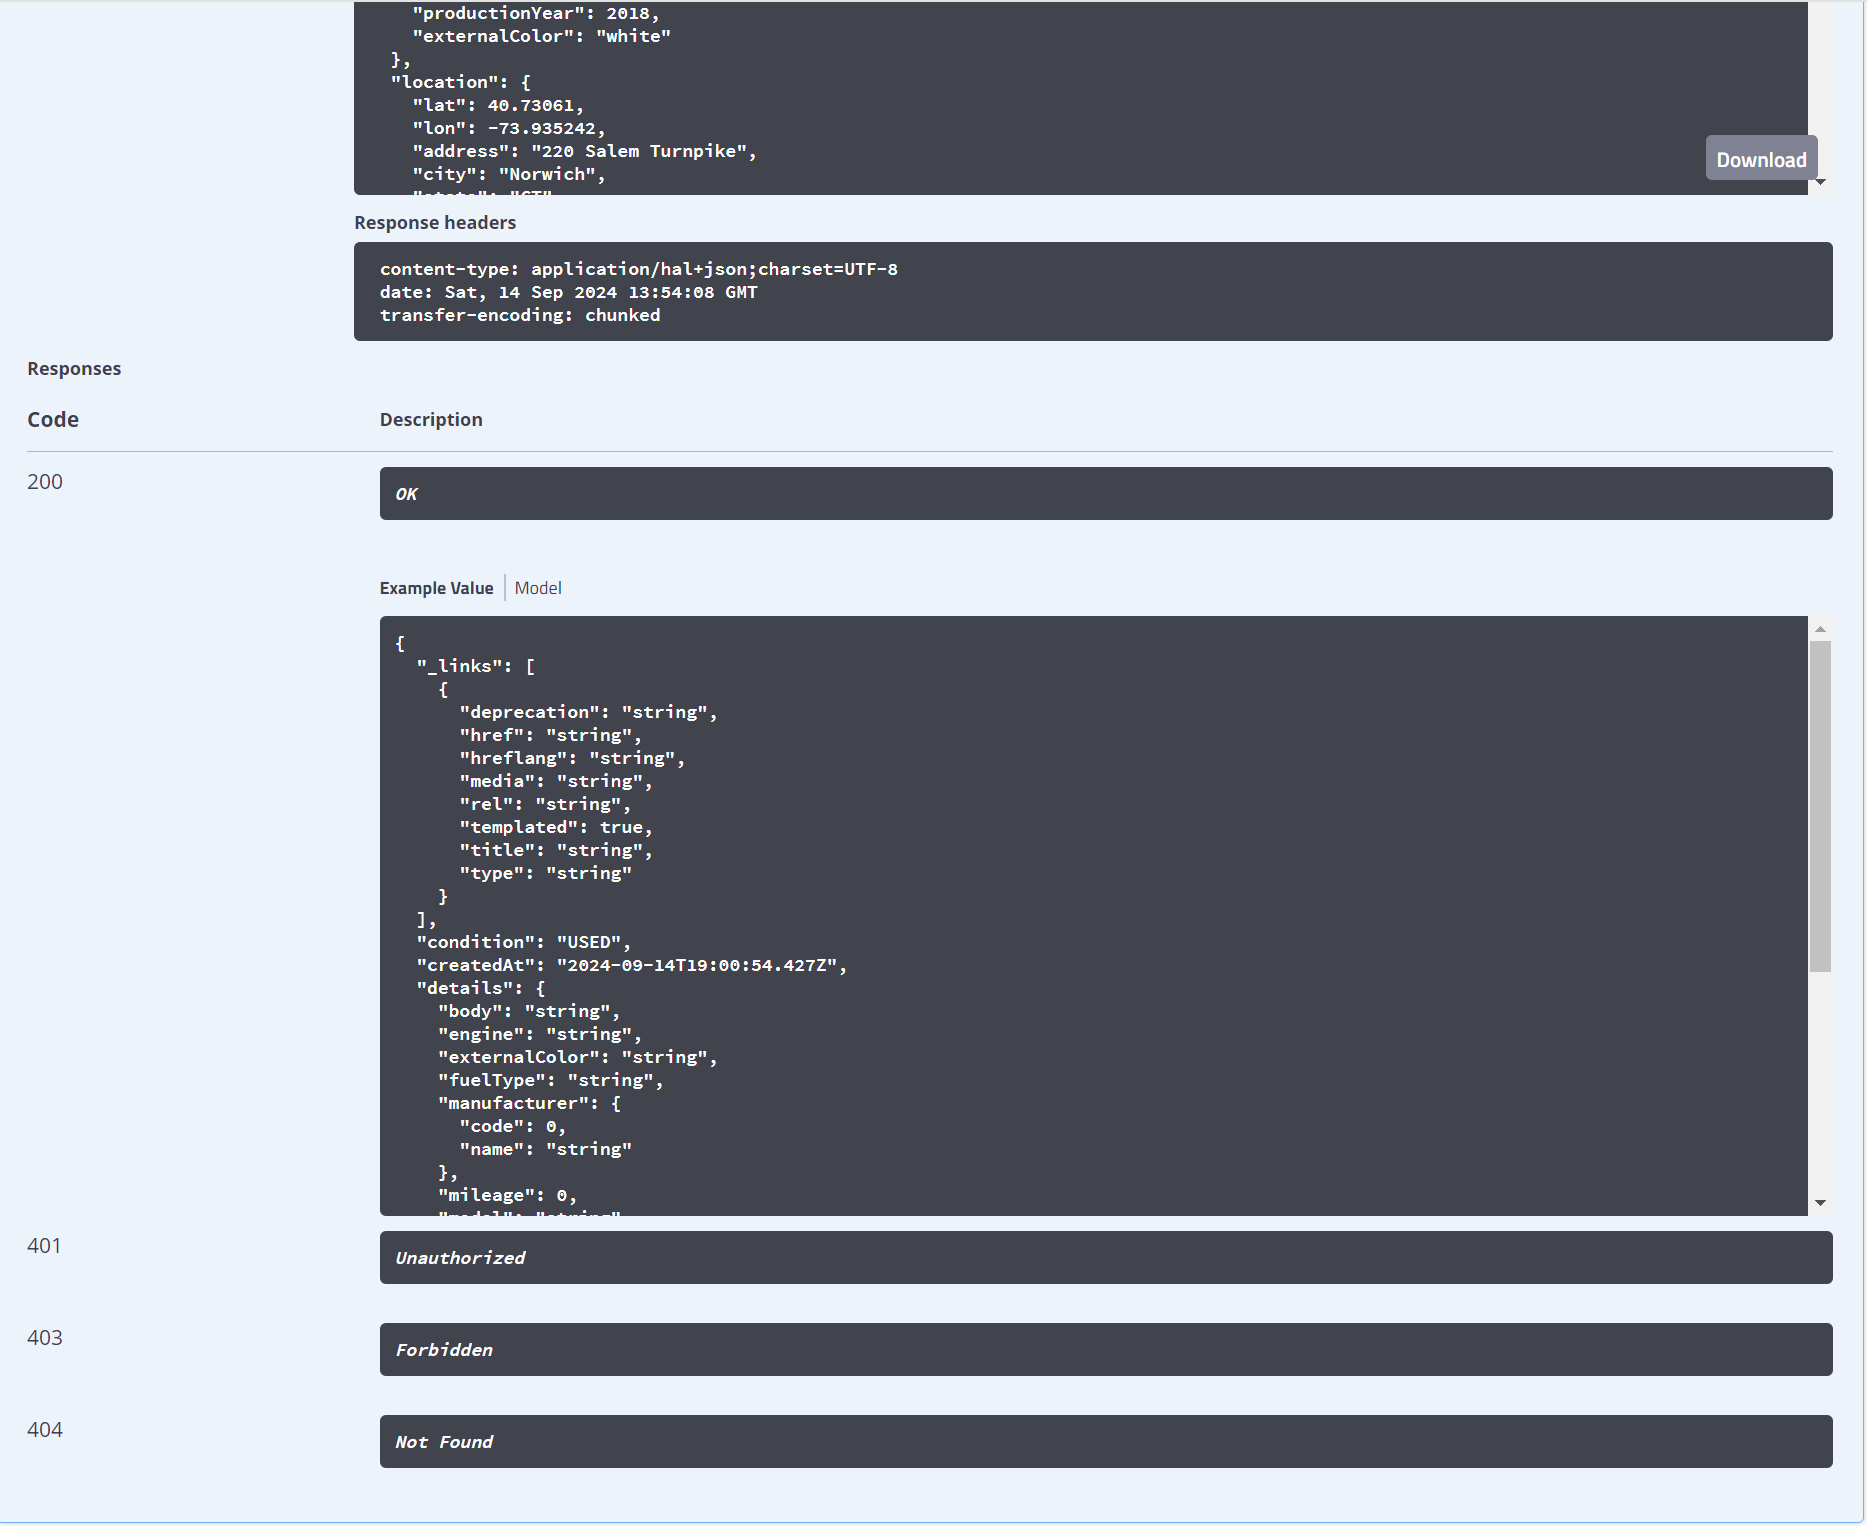 "productionYear": 2018,
"externalColor": "white"
},
"location": {
"lat": 40.73061,
"lon": -73.935242,
"address": "220 Salem Turnpike",
"city": "Norwich",
"state": "CT"
Download
Response headers
content-type: application/hal+json;charset=UTF-8
date: Sat, 14 Sep 2024 13:54:08 GMT
transfer-encoding: chunked
Responses
Code Description
200 OK
Example Value Model
{
"_links": [
{
"deprecation": "string",
"href": "string",
"hreflang": "string",
"media": "string",
"rel": "string",
"templated": true,
"title": "string",
"type": "string"
}
],
"condition": "USED",
"createdAt": "2024-09-14T19:00:54.427Z",
"details": {
"body": "string",
"engine": "string",
"externalColor": "string",
"fuelType": "string",
"manufacturer": {
"code": 0,
"name": "string"
},
"mileage": 0,
"model": "string"
401 Unauthorized
403 Forbidden
404 Not Found